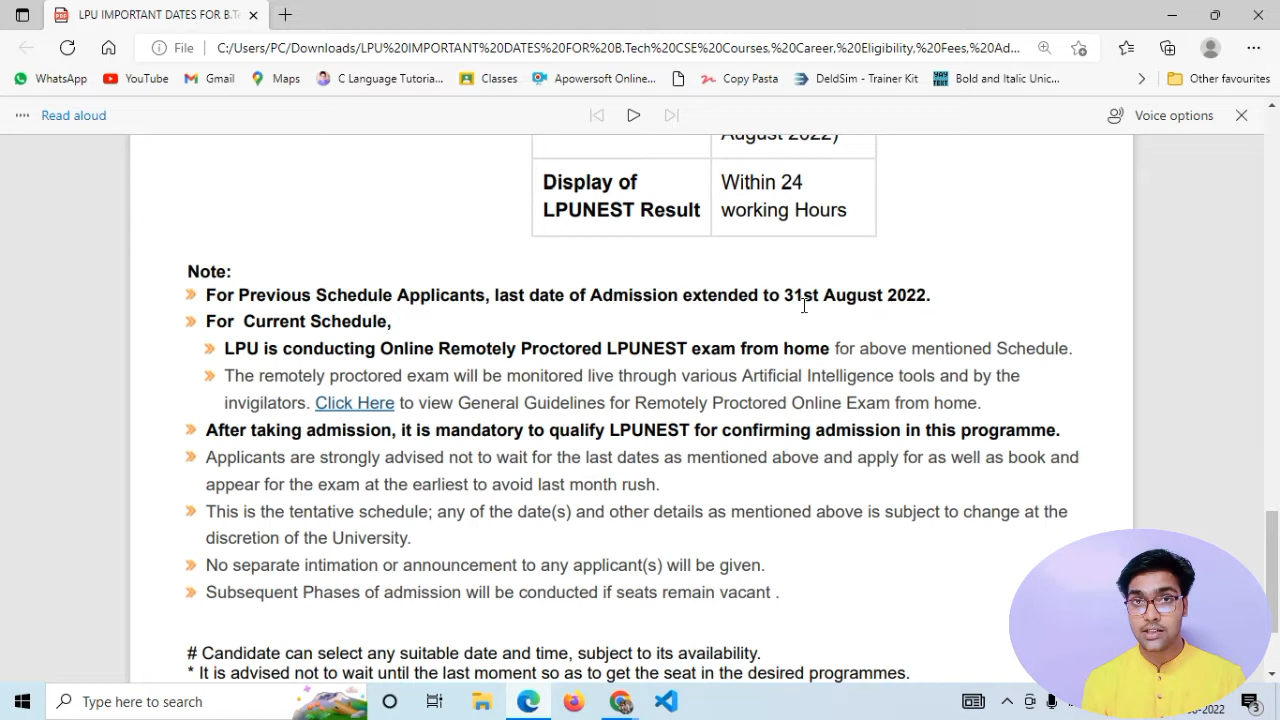 LPU IMPORTANT DATES FOR B.Te
File
C:/Users/PC/Downloads/LPU%20IMPORTANT%20DATES%20FOR%20B.Tech%20CSE%20Courses,%20Career,%20Eligibility,%20Fees,%20Ad...
WhatsApp YouTube Gmail Maps C Language Tutoria... Classes Apowersoft Onlin... Copy Pasta DeldSim - Trainer Kit Bold and Italic Unic... Other favourites
Read aloud
Voice options
August 2022)
Display of
LPUNEST Result
Within 24
working Hours
Note:
For Previous Schedule Applicants, last date of Admission extended to 31st August 2022.
For Current Schedule,
LPU is conducting Online Remotely Proctored LPUNEST exam from home for above mentioned Schedule.
The remotely proctored exam will be monitored live through various Artificial Intelligence tools and by the
invigilators. Click Here to view General Guidelines for Remotely Proctored Online Exam from home.
After taking admission, it is mandatory to qualify LPUNEST for confirming admission in this programme.
Applicants are strongly advised not to wait for the last dates as mentioned above and apply for as well as book and
appear for the exam at the earliest to avoid last month rush.
This is the tentative schedule; any of the date(s) and other details as mentioned above is subject to change at the
discretion of the University.
No separate intimation or announcement to any applicant(s) will be given.
Subsequent Phases of admission will be conducted if seats remain vacant .
# Candidate can select any suitable date and time, subject to its availability.
* It is advised not to wait until the last moment so as to get the seat in the desired programmes.
Type here to search
-2022
3